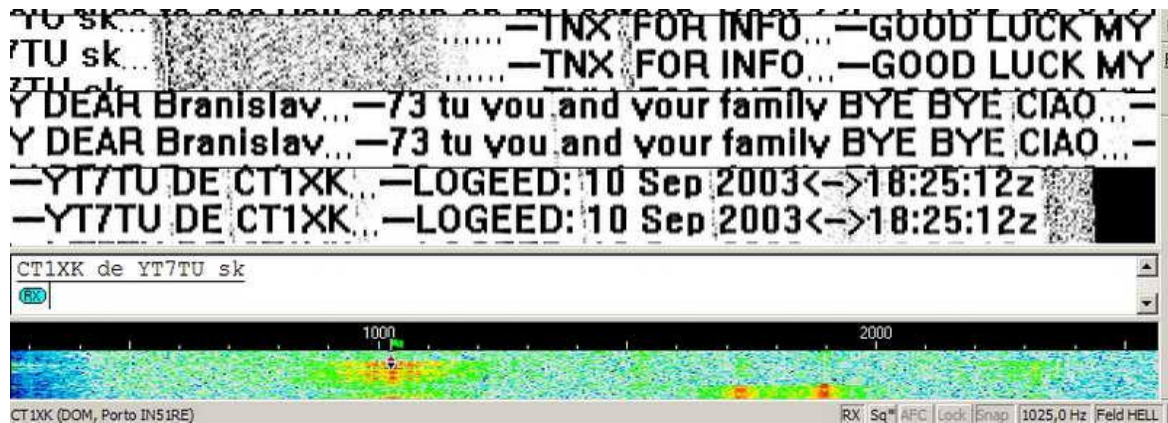 7TU sk...      ......—TNX FOR INFO...—GOOD LUCK MY
7TU sk...      ......—TNX FOR INFO...—GOOD LUCK MY
Y DEAR Branislav...—73 tu you and your family BYE BYE CIAO...—
Y DEAR Branislav...—73 tu you and your family BYE BYE CIAO...—
—YT7TU DE CT1XK...—LOGEED: 10 Sep 2003<->18:25:12z
—YT7TU DE CT1XK...—LOGEED: 10 Sep 2003<->18:25:12z
CT1XK de YT7TU sk
RX
1000 2000
CT1XK (DOM, Porto IN51RE) RX Sq* AFC Lock Snap 1025,0 Hz Feld HELL